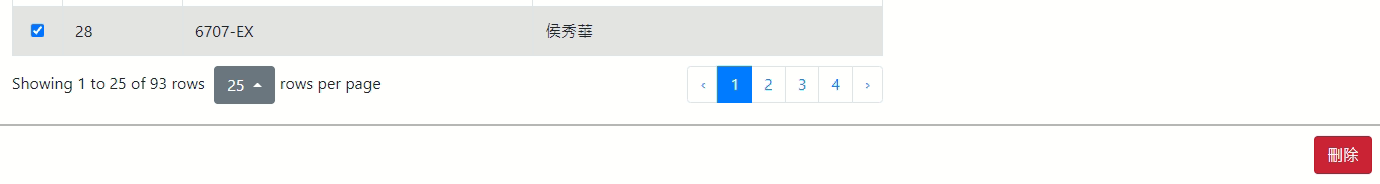 28 6707-EX 侯秀華
Showing 1 to 25 of 93 rows 25 rows per page ‹ 1 2 3 4 ›
刪除